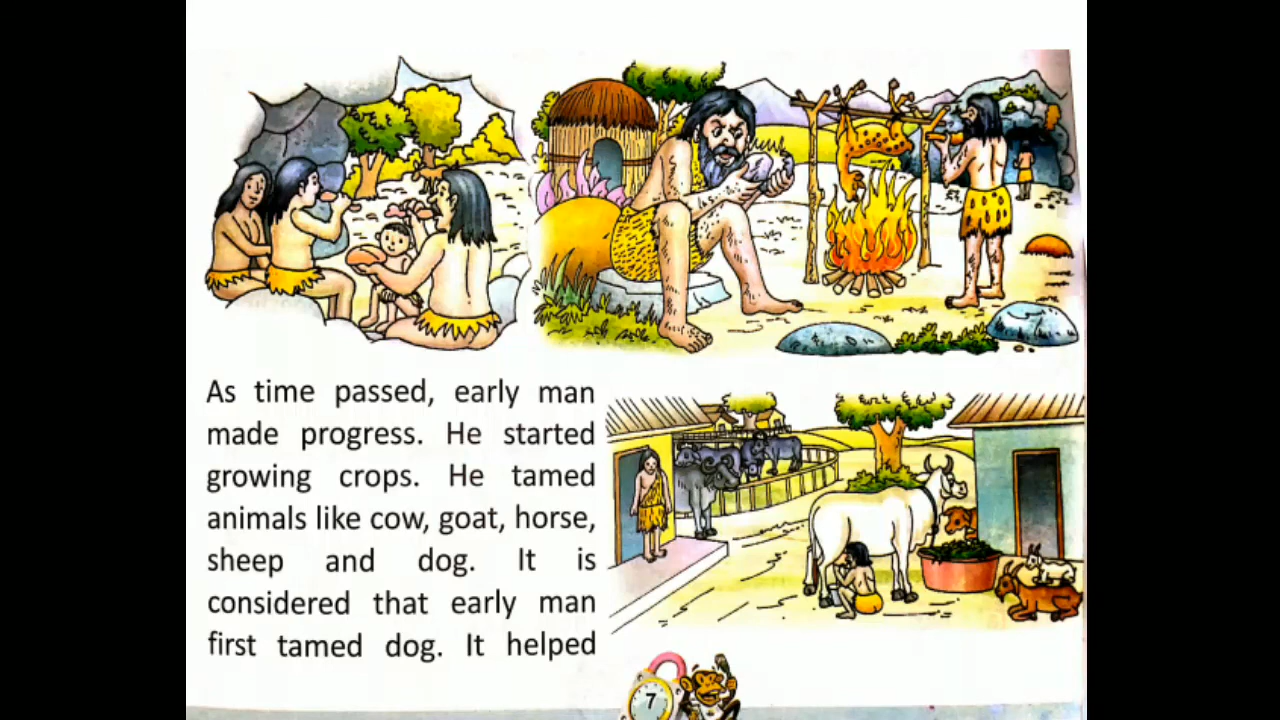 As time passed, early man
made progress. He started
growing crops. He tamed
animals like cow, goat, horse,
sheep and dog. It is
considered that early man
first tamed dog. It helped
7